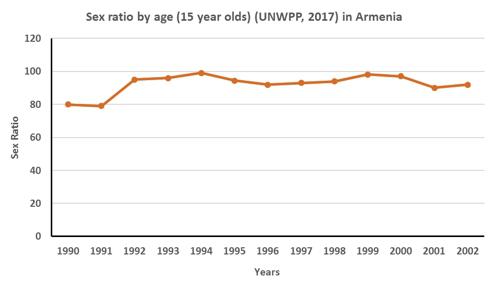 Sex ratio by age (15 year olds) (UNWPP, 2017) in Armenia
120
100
80
60
40
20
0
Sex Ratio
1990 1991 1992 1993 1994 1995 1996 1997 1998 1999 2000 2001 2002
Years